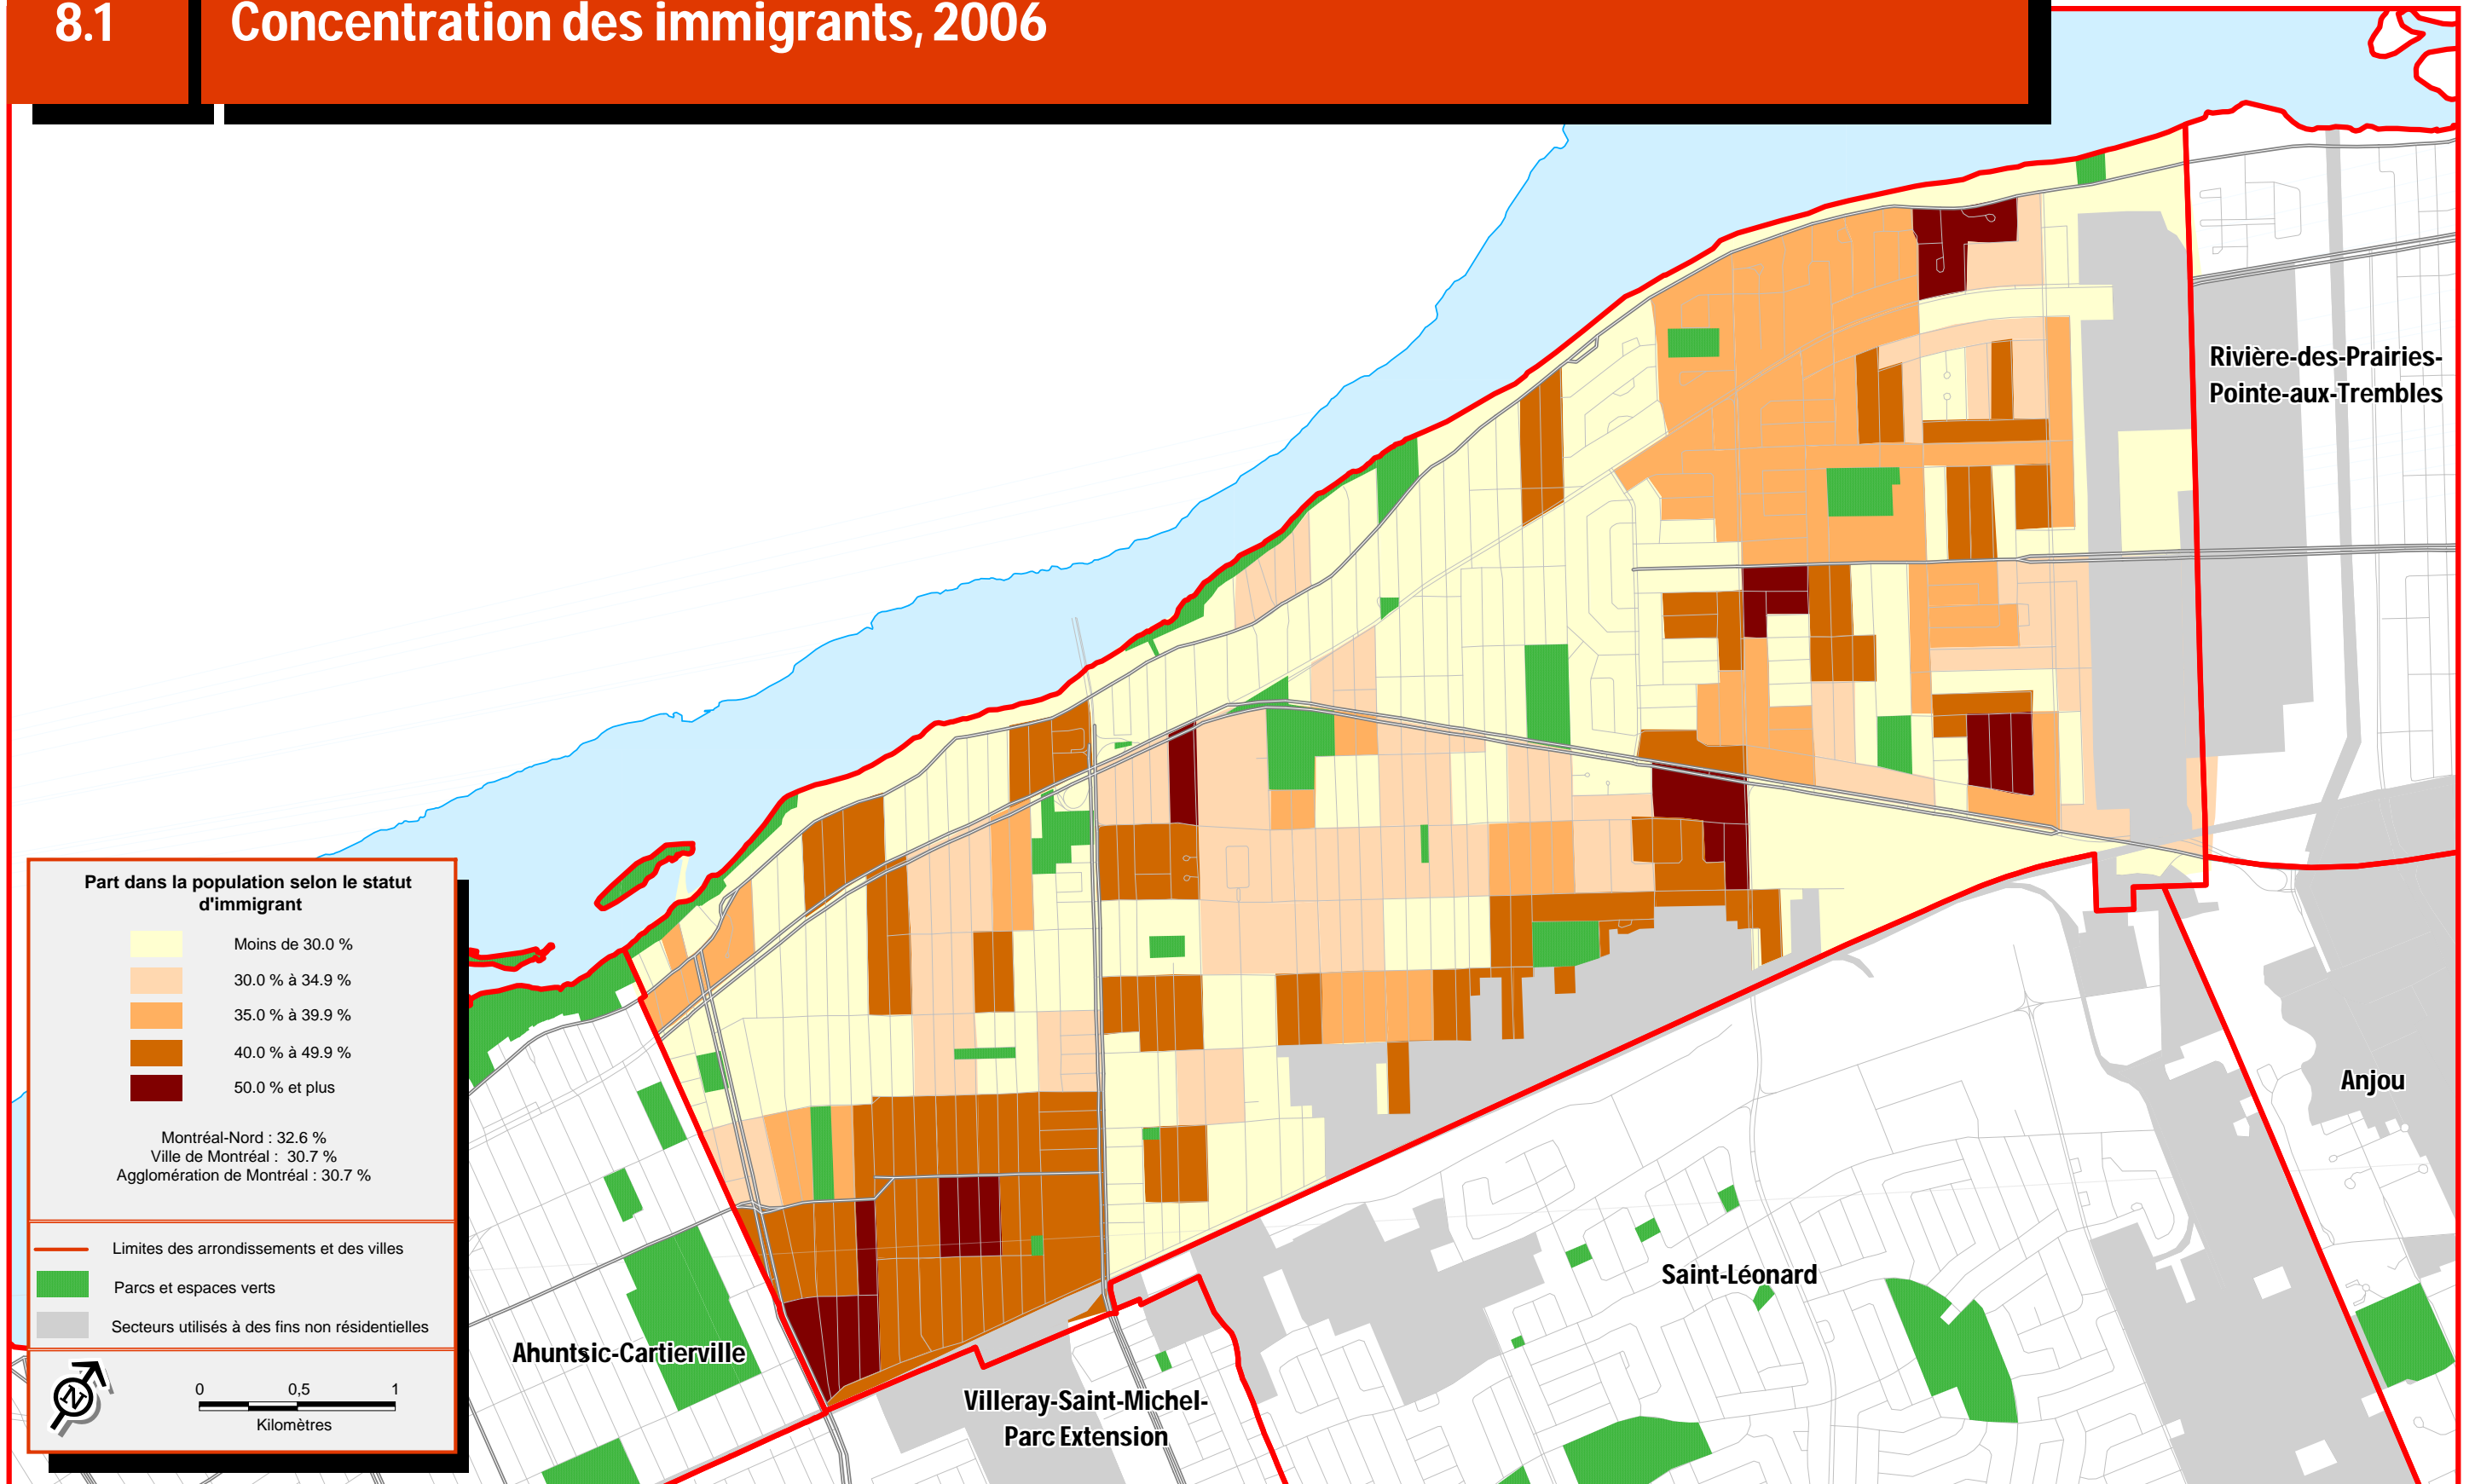 8.1
Concentration des immigrants, 2006
Rivière-des-Prairies-
Pointe-aux-Trembles
Part dans la population selon le statut
d'immigrant
Moins de 30.0 %
30.0 % à 34.9 %
35.0 % à 39.9 %
40.0 % à 49.9 %
50.0 % et plus
Montréal-Nord : 32.6 %
Ville de Montréal : 30.7 %
Agglomération de Montréal : 30.7 %
Limites des arrondissements et des villes
Parcs et espaces verts
Secteurs utilisés à des fins non résidentielles
N
0 0,5 1
Kilomètres
Anjou
Saint-Léonard
Ahuntsic-Cartierville
Villeray-Saint-Michel-
Parc Extension